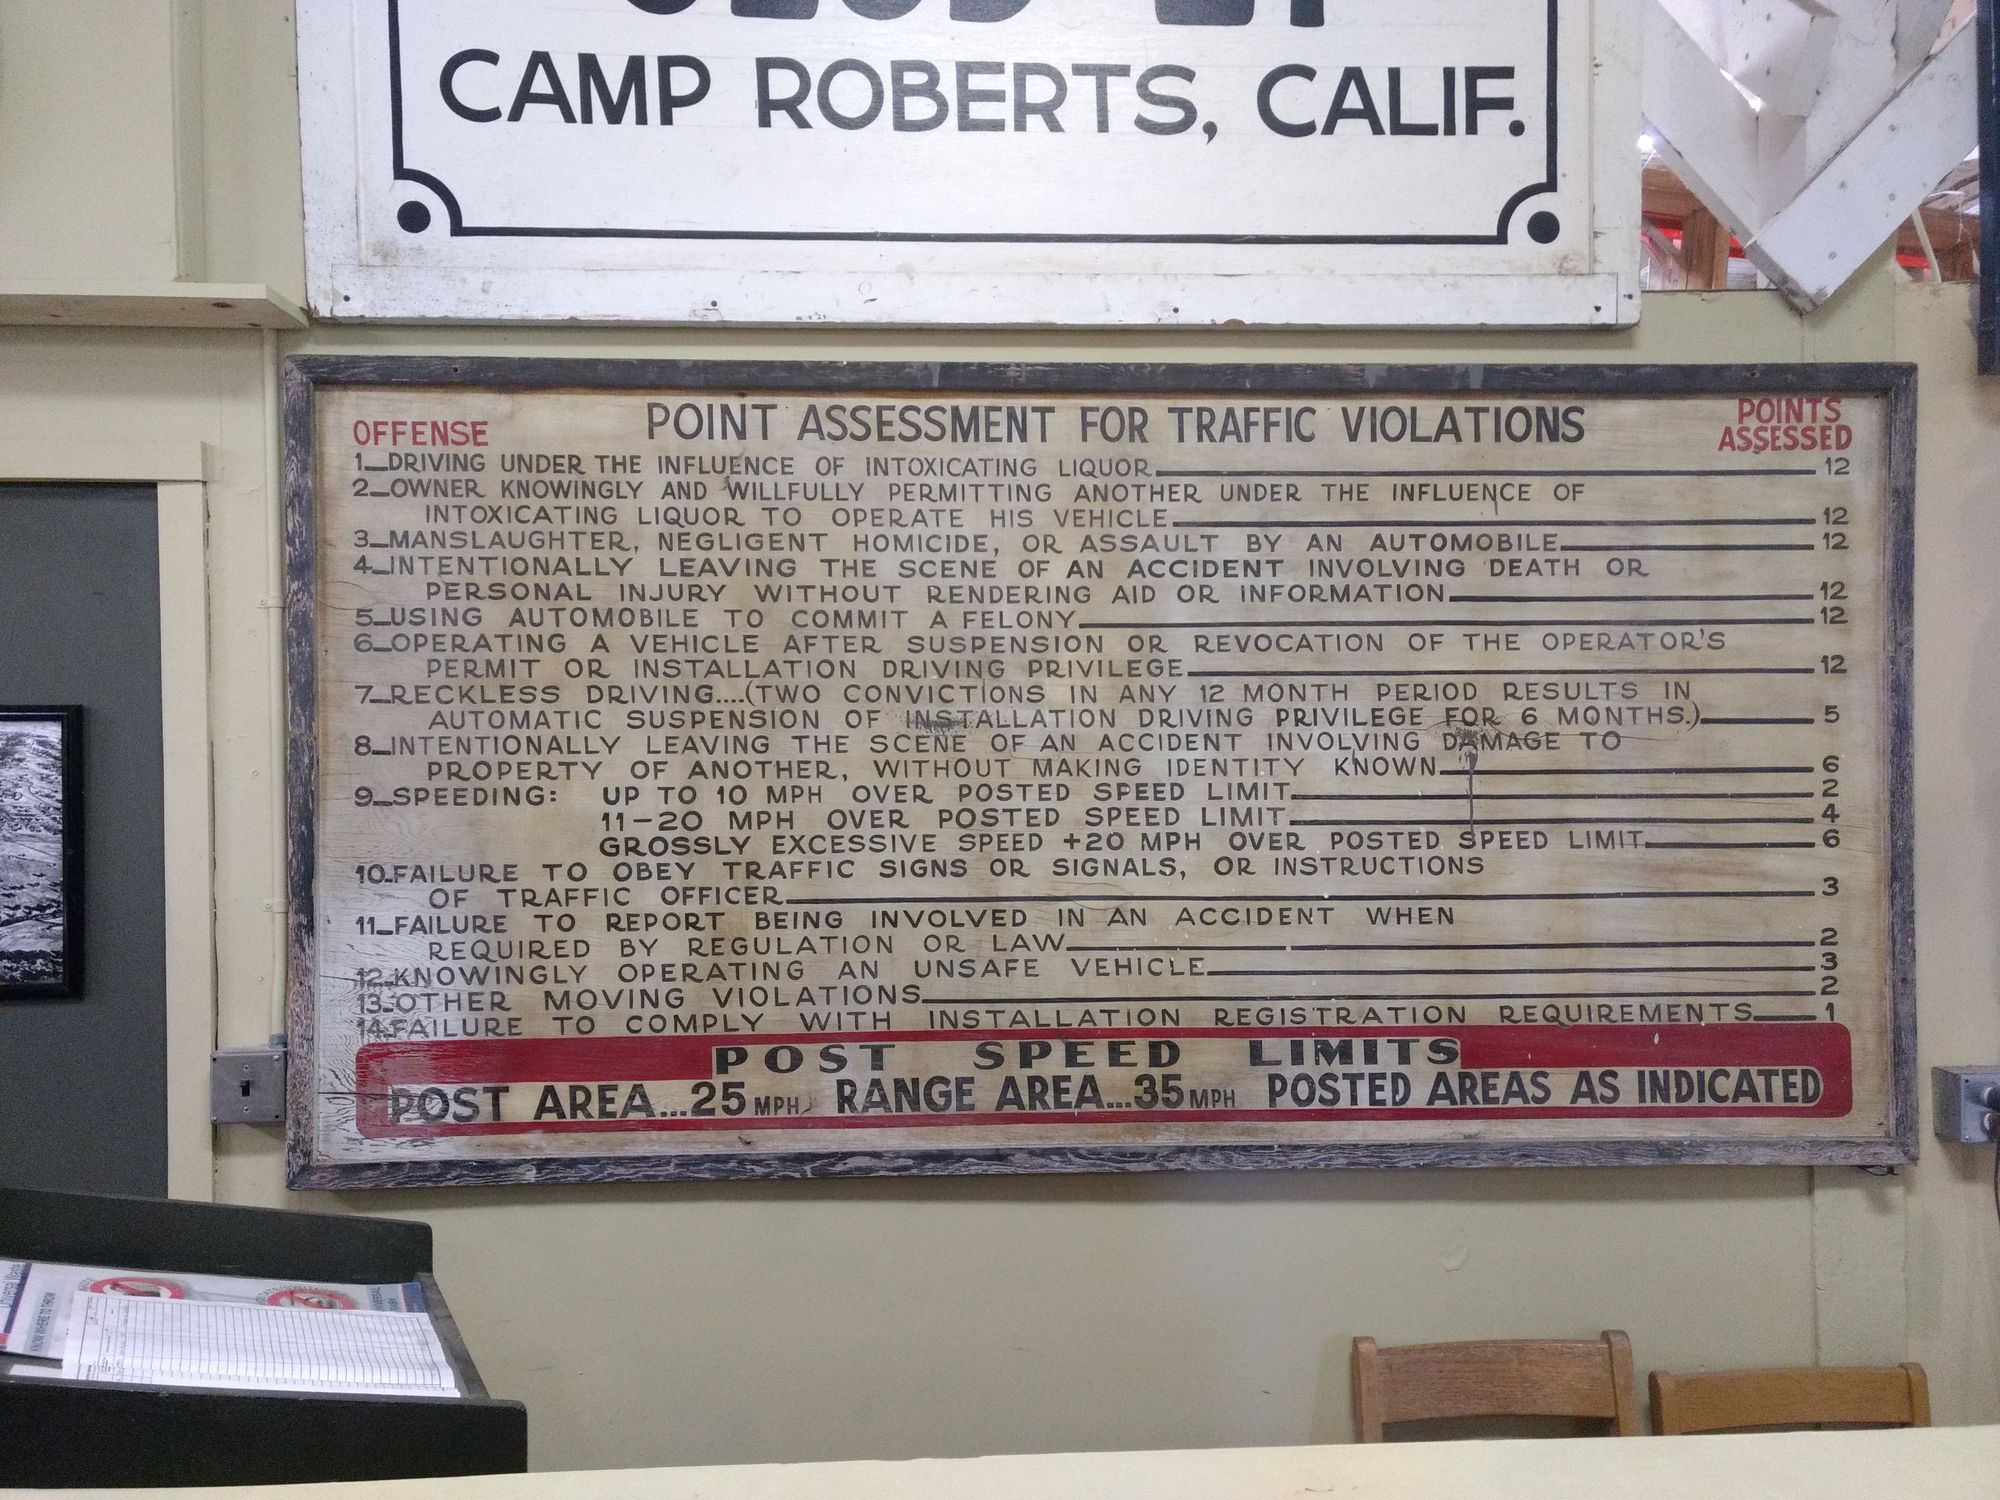 CAMP ROBERTS, CALIF.
OFFENSE POINT ASSESSMENT FOR TRAFFIC VIOLATIONS POINTS ASSESSED
1_DRIVING UNDER THE INFLUENCE OF INTOXICATING LIQUOR 12
2_OWNER KNOWINGLY AND WILLFULLY PERMITTING ANOTHER UNDER THE INFLUENCE OF
INTOXICATING LIQUOR TO OPERATE HIS VEHICLE 12
3_MANSLAUGHTER, NEGLIGENT HOMICIDE, OR ASSAULT BY AN AUTOMOBILE 12
4_INTENTIONALLY LEAVING THE SCENE OF AN ACCIDENT INVOLVING DEATH OR
PERSONAL INJURY WITHOUT RENDERING AID OR INFORMATION 12
5_USING AUTOMOBILE TO COMMIT A FELONY 12
6_OPERATING A VEHICLE AFTER SUSPENSION OR REVOCATION OF THE OPERATOR'S
PERMIT OR INSTALLATION DRIVING PRIVILEGE 12
7_RECKLESS DRIVING....(TWO CONVICTIONS IN ANY 12 MONTH PERIOD RESULTS IN
AUTOMATIC SUSPENSION OF INSTALLATION DRIVING PRIVILEGE FOR 6 MONTHS.) 5
8_INTENTIONALLY LEAVING THE SCENE OF AN ACCIDENT INVOLVING DAMAGE TO
PROPERTY OF ANOTHER, WITHOUT MAKING IDENTITY KNOWN 6
9_SPEEDING: UP TO 10 MPH OVER POSTED SPEED LIMIT 2
11-20 MPH OVER POSTED SPEED LIMIT 4
GROSSLY EXCESSIVE SPEED +20 MPH OVER POSTED SPEED LIMIT 6
10_FAILURE TO OBEY TRAFFIC SIGNS OR SIGNALS, OR INSTRUCTIONS
OF TRAFFIC OFFICER 3
11_FAILURE TO REPORT BEING INVOLVED IN AN ACCIDENT WHEN
REQUIRED BY REGULATION OR LAW 2
12_KNOWINGLY OPERATING AN UNSAFE VEHICLE 3
13_OTHER MOVING VIOLATIONS 2
14_FAILURE TO COMPLY WITH INSTALLATION REGISTRATION REQUIREMENTS 1
POST SPEED LIMITS
POST AREA...25 MPH RANGE AREA...35 MPH POSTED AREAS AS INDICATED
KNOW WHERE TO THROW